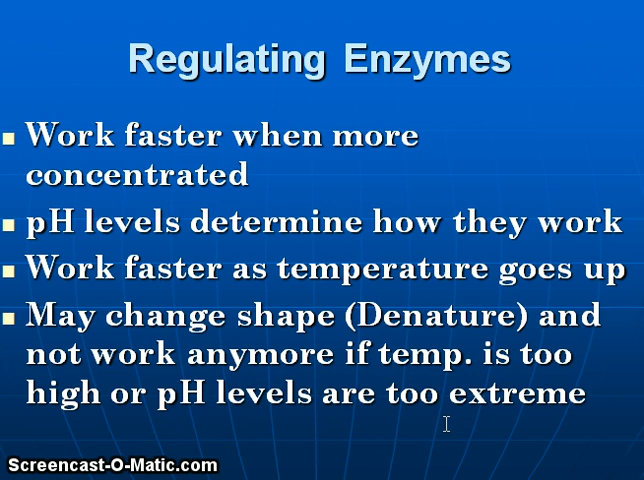 Regulating Enzymes
Work faster when more
concentrated
pH levels determine how they work
Work faster as temperature goes up
May change shape (Denature) and
not work anymore if temp. is too
high or pH levels are too extreme
Screencast-O-Matic.com